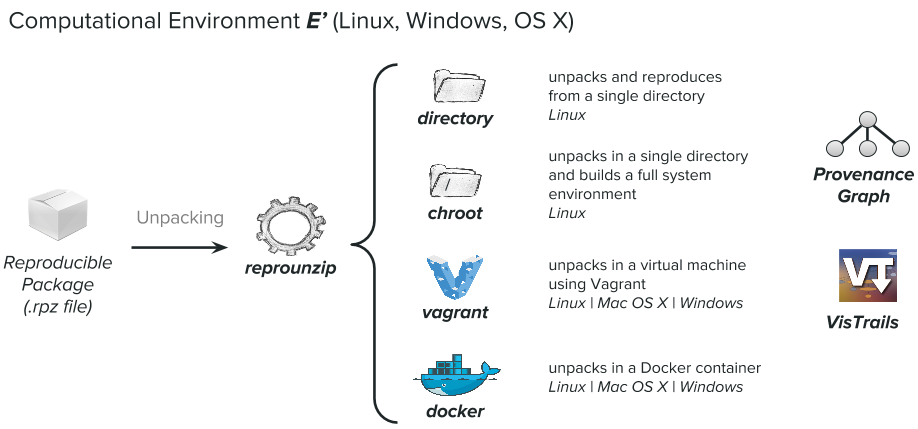 Computational Environment E’ (Linux, Windows, OS X)
Reproducible
Package
(.rpz file)
Unpacking
reprounzip
directory
unpacks and reproduces
from a single directory
Linux
chroot
unpacks in a single directory
and builds a full system
environment
Linux
vagrant
unpacks in a virtual machine
using Vagrant
Linux | Mac OS X | Windows
docker
unpacks in a Docker container
Linux | Mac OS X | Windows
Provenance
Graph
VT
VisTrails